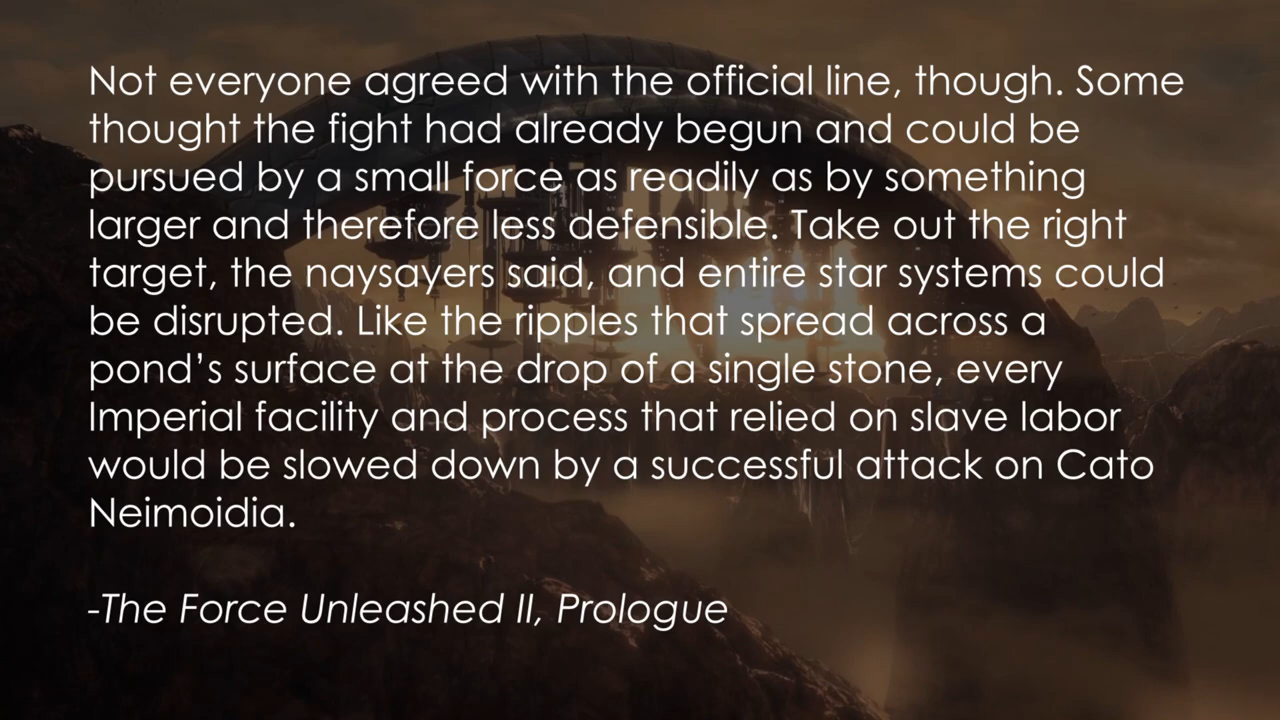 Not everyone agreed with the official line, though. Some
thought the fight had already begun and could be
pursued by a small force as readily as by something
larger and therefore less defensible. Take out the right
target, the naysayers said, and entire star systems could
be disrupted. Like the ripples that spread across a
pond’s surface at the drop of a single stone, every
Imperial facility and process that relied on slave labor
would be slowed down by a successful attack on Cato
Neimoidia.
-The Force Unleashed II, Prologue